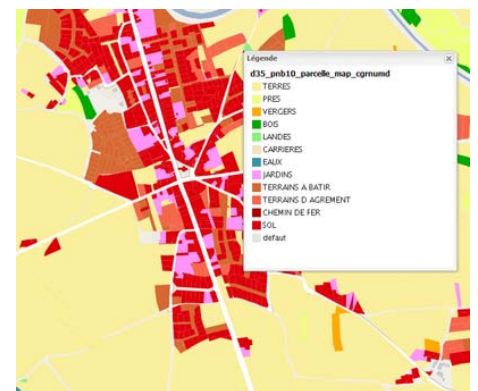 Légende
d35_pnb10_parcelle_map_cgrnumd
TERRES
PRES
VERGERS
BOIS
LANDES
CARRIERES
EAUX
JARDINS
TERRAINS A BATIR
TERRAINS D AGREMENT
CHEMIN DE FER
SOL
defaut